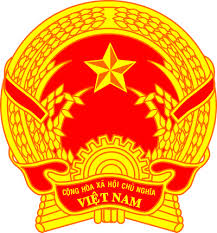 CỘNG HÒA XÃ HỘI CHỦ NGHĨA
VIỆT NAM